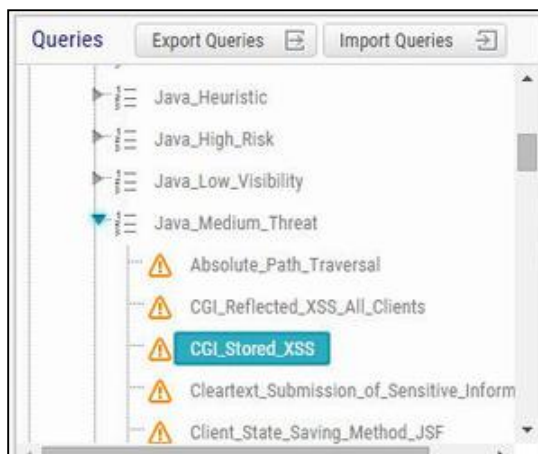 Queries Export Queries Import Queries
Java_Heuristic
Java_High_Risk
Java_Low_Visibility
Java_Medium_Threat
Absolute_Path_Traversal
CGI_Reflected_XSS_All_Clients
CGI_Stored_XSS
Cleartext_Submission_of_Sensitive_Inform
Client_State_Saving_Method_JSF